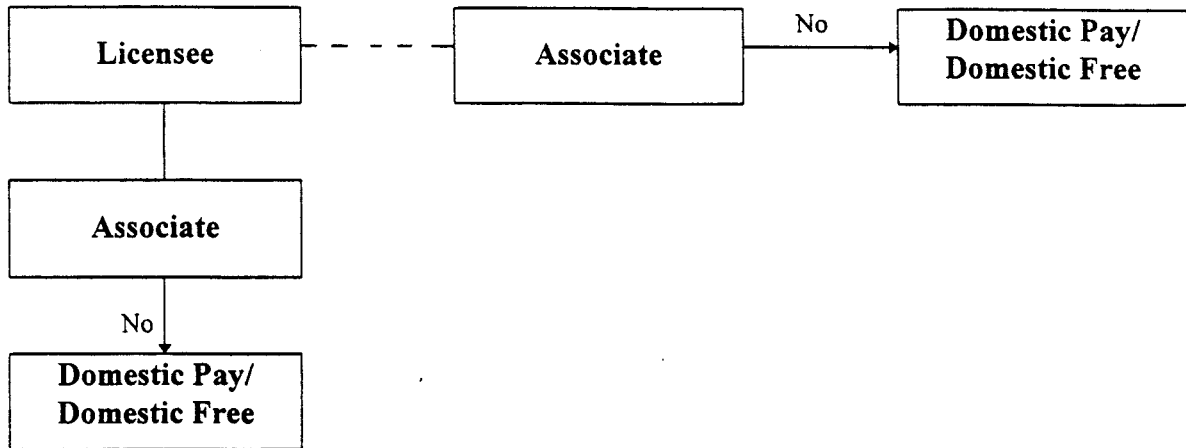 Licensee
Associate
No
Domestic Pay/
Domestic Free
Associate
No
Domestic Pay/
Domestic Free